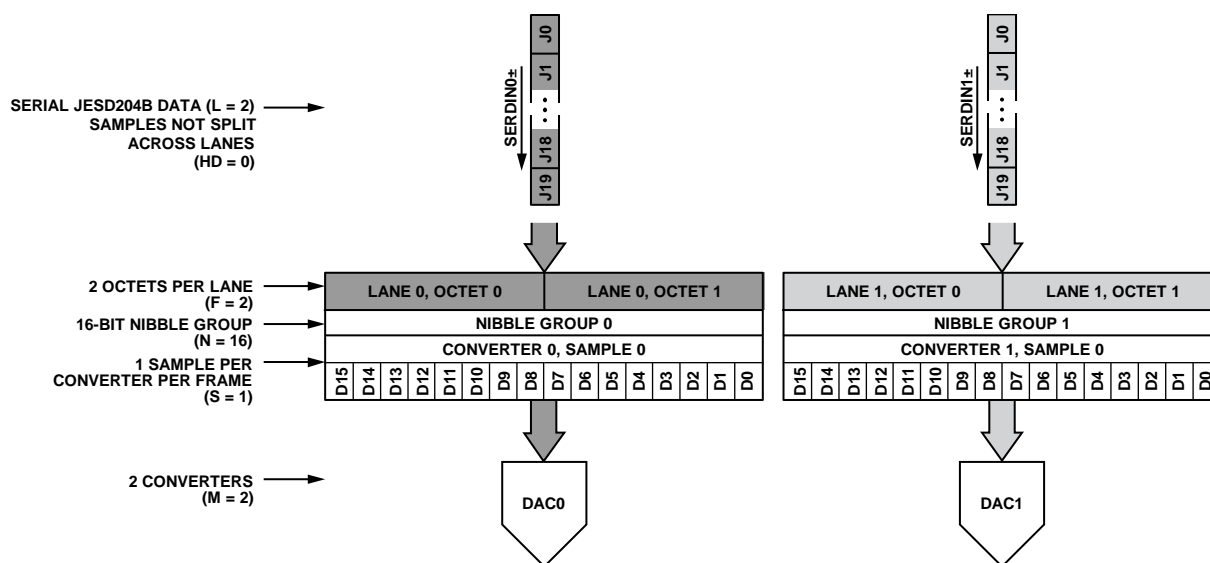 J0
J1
J18
J19
SERDIN0±
J0
J1
J18
J19
SERDIN1±
SERIAL JESD204B DATA (L = 2)
SAMPLES NOT SPLIT
ACROSS LANES
(HD = 0)
2 OCTETS PER LANE
(F = 2)
LANE 0, OCTET 0
LANE 0, OCTET 1
LANE 1, OCTET 0
LANE 1, OCTET 1
16-BIT NIBBLE GROUP
(N = 16)
NIBBLE GROUP 0
NIBBLE GROUP 1
CONVERTER 0, SAMPLE 0
CONVERTER 1, SAMPLE 0
1 SAMPLE PER
CONVERTER PER FRAME
(S = 1)
D15 D14 D13 D12 D11 D10 D9 D8 D7 D6 D5 D4 D3 D2 D1 D0
D15 D14 D13 D12 D11 D10 D9 D8 D7 D6 D5 D4 D3 D2 D1 D0
2 CONVERTERS
(M = 2)
DAC0
DAC1